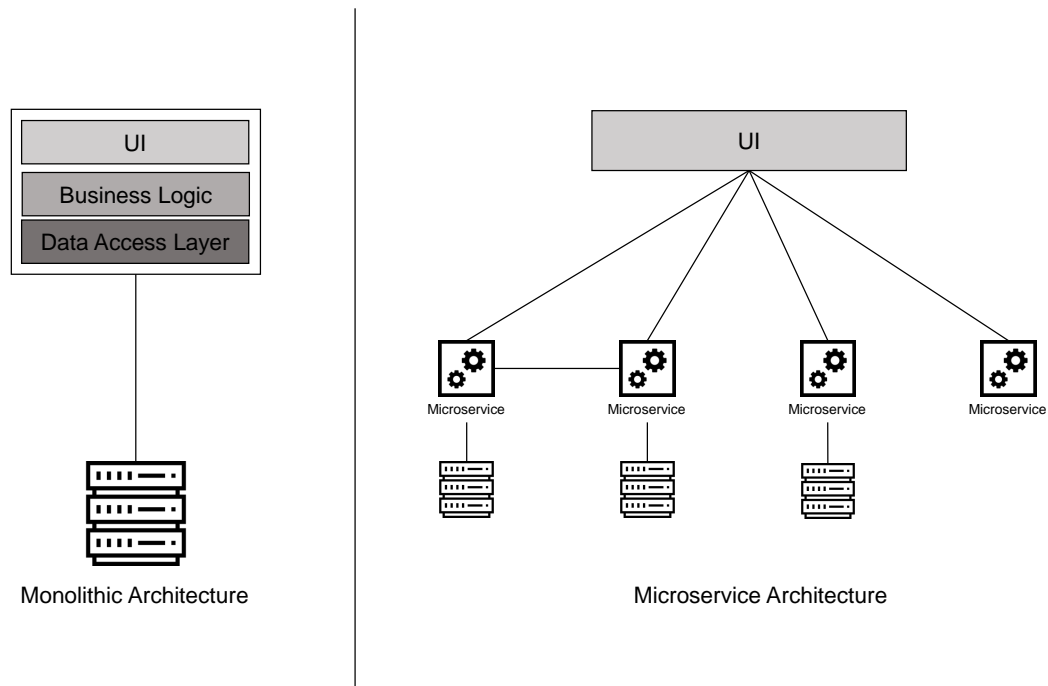 UI
Business Logic
Data Access Layer
Monolithic Architecture
UI
Microservice
Microservice
Microservice
Microservice
Microservice Architecture